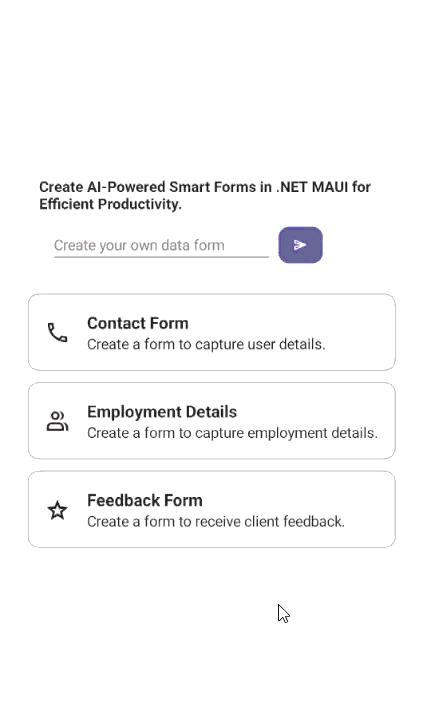 Create AI-Powered Smart Forms in .NET MAUI for
Efficient Productivity.
Create your own data form
Contact Form
Create a form to capture user details.
Employment Details
Create a form to capture employment details.
Feedback Form
Create a form to receive client feedback.